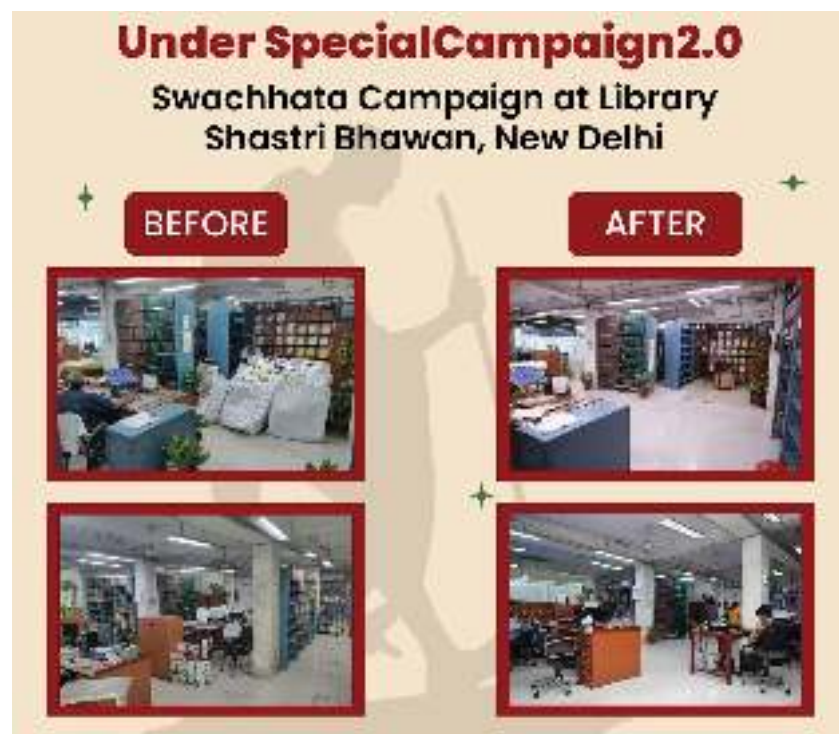 Under SpecialCampaign2.0
Swachhata Campaign at Library
Shastri Bhawan, New Delhi
BEFORE
AFTER